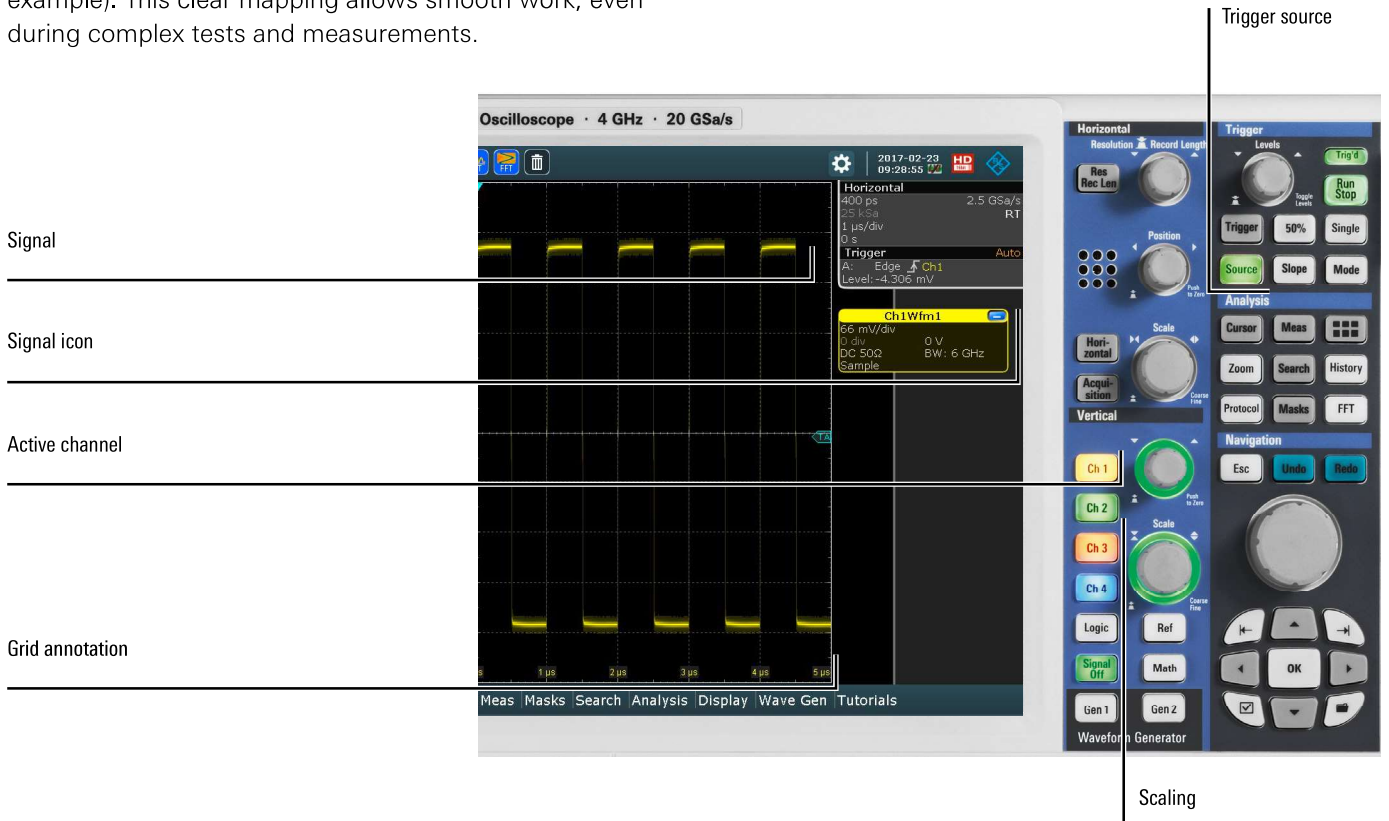 example). This clear mapping allows smooth work, even
during complex tests and measurements.
Trigger source
Oscilloscope · 4 GHz · 20 GSa/s
FFT
2017-02-23
09:28:55
HD
Horizontal
400 ps 2.5 GSa/s
25 kSa RT
1 µs/div
0 s
Trigger Auto
A: Edge Ch1
Level: -4.306 mV
Ch1Wfm1
66 mV/div
0 div 0 V
DC 50Ω BW: 6 GHz
Sample
TA
1 µs 2 µs 3 µs 4 µs 5 µs
Meas Masks Search Analysis Display Wave Gen Tutorials
Signal
Signal icon
Active channel
Grid annotation
Horizontal
Resolution Record Length
Res
Rec Len
Position
Push
to Zero
Scale
Hori-
zontal
Acqui-
sition
Coarse
Fine
Vertical
Ch 1
Push
to Zero
Ch 2
Scale
Ch 3
Ch 4
Coarse
Fine
Logic Ref
Signal
Off
Math
Gen 1 Gen 2
Waveform Generator
Trigger
Levels
Trig'd
Run
Stop
Toggle
Levels
Trigger 50% Single
Source Slope Mode
Analysis
Cursor Meas
Zoom Search History
Protocol Masks FFT
Navigation
Esc Undo Redo
OK
Scaling